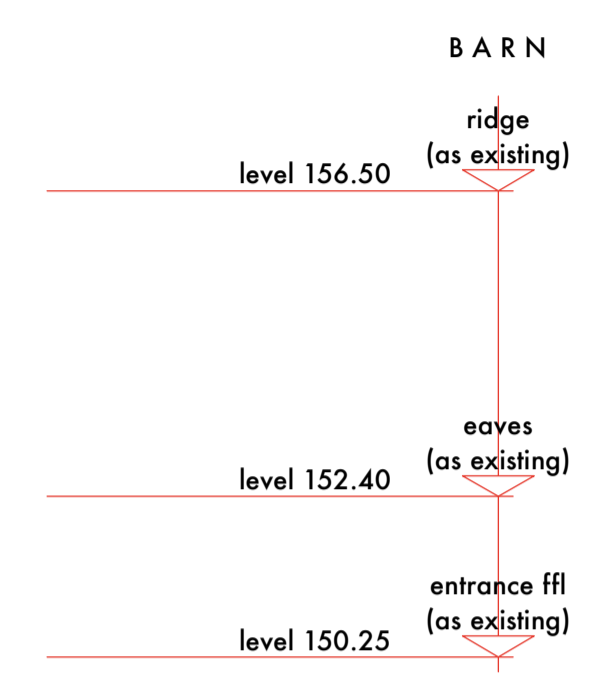 BARN
ridge
(as existing)
level 156.50
eaves
(as existing)
level 152.40
entrance ffl
(as existing)
level 150.25